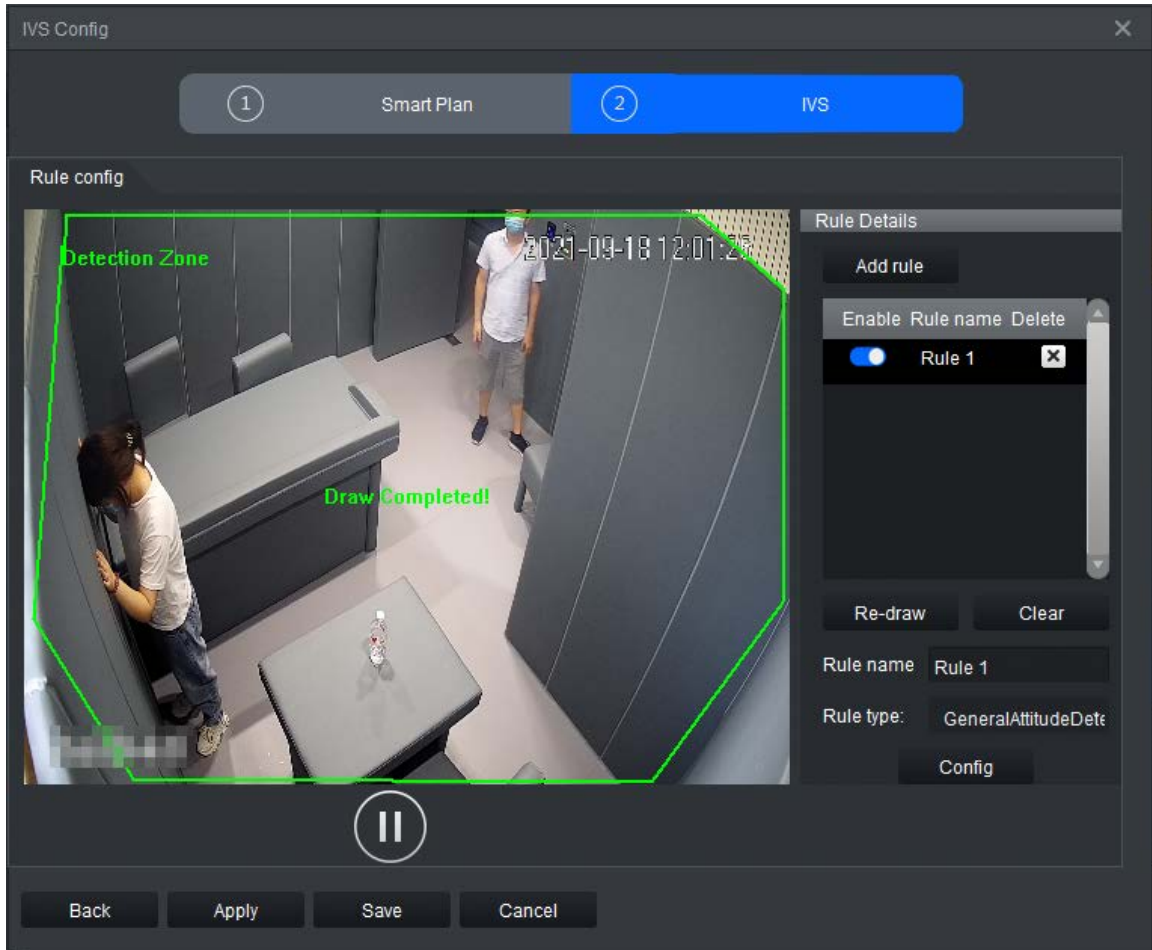 IVS Config
1 Smart Plan 2 IVS
Rule config
Rule Details
Detection Zone
2021-09-18 12:01:26
Draw Completed!
Add rule
Enable Rule name Delete
Rule 1
Re-draw Clear
Rule name Rule 1
Rule type: GeneralAttitudeDete
Config
Back Apply Save Cancel